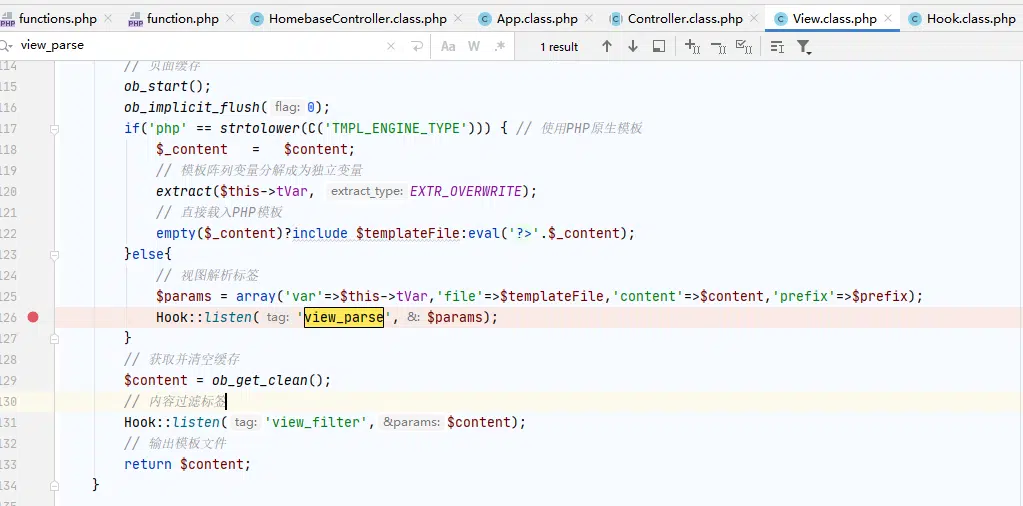 functions.php × function.php × HomebaseController.class.php × App.class.php × Controller.class.php × View.class.php × Hook.class.php
view_parse × Aa W .* 1 result
114 // 页面缓存
115 ob_start();
116 ob_implicit_flush( flag: 0);
117 if('php' == strtolower(C('TMPL_ENGINE_TYPE'))) { // 使用PHP原生模板
118 $_content = $content;
119 // 模板阵列变量分解成为独立变量
120 extract($this->tVar, extract_type: EXTR_OVERWRITE);
121 // 直接载入PHP模板
122 empty($_content)?include $templateFile:eval('?>'.$_content);
123 }else{
124 // 视图解析标签
125 $params = array('var'=>$this->tVar,'file'=>$templateFile,'content'=>$content,'prefix'=>$prefix);
126 Hook::listen( tag: 'view_parse', &: $params);
127 }
128 // 获取并清空缓存
129 $content = ob_get_clean();
130 // 内容过滤标签
131 Hook::listen( tag: 'view_filter', &params: $content);
132 // 输出模板文件
133 return $content;
134 }